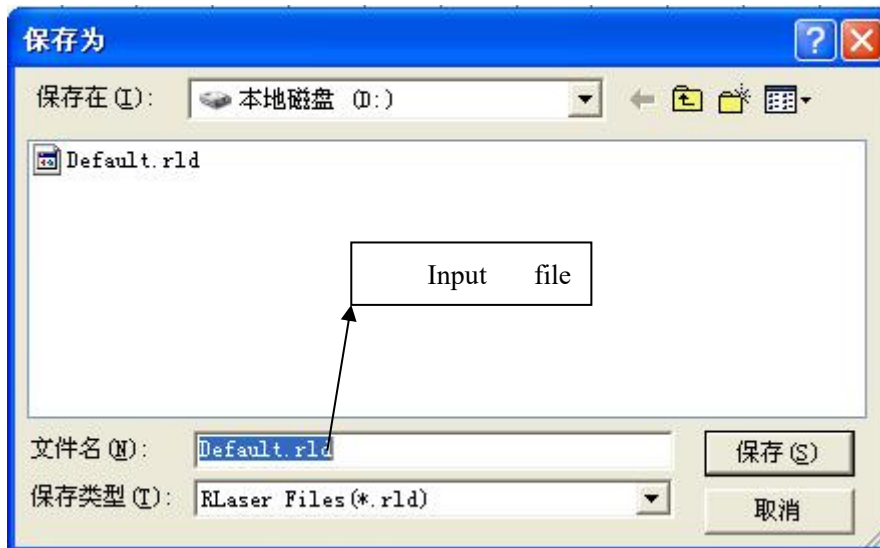 保存为
保存在(I): 本地磁盘 (D:)
Default.rld
Input file
文件名(N): Default.rld 保存(S)
保存类型(T): RLaser Files(*.rld) 取消